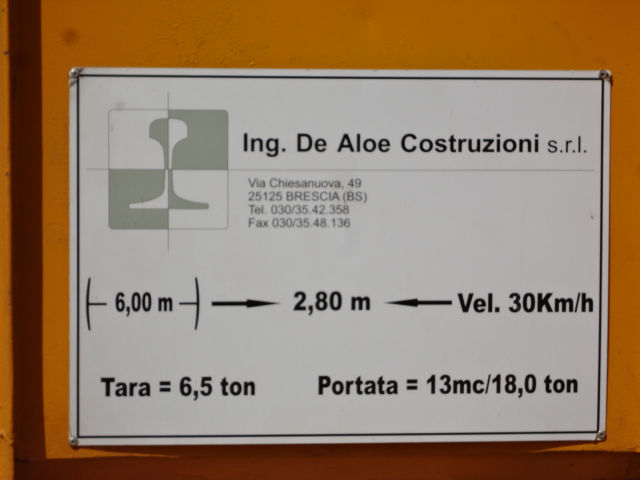 Ing. De Aloe Costruzioni s.r.l.
Via Chiesanuova, 49
25125 BRESCIA (BS)
Tel. 030/35.42.358
Fax 030/35.48.136
6,00 m 2,80 m Vel. 30Km/h
Tara = 6,5 ton Portata = 13mc/18,0 ton